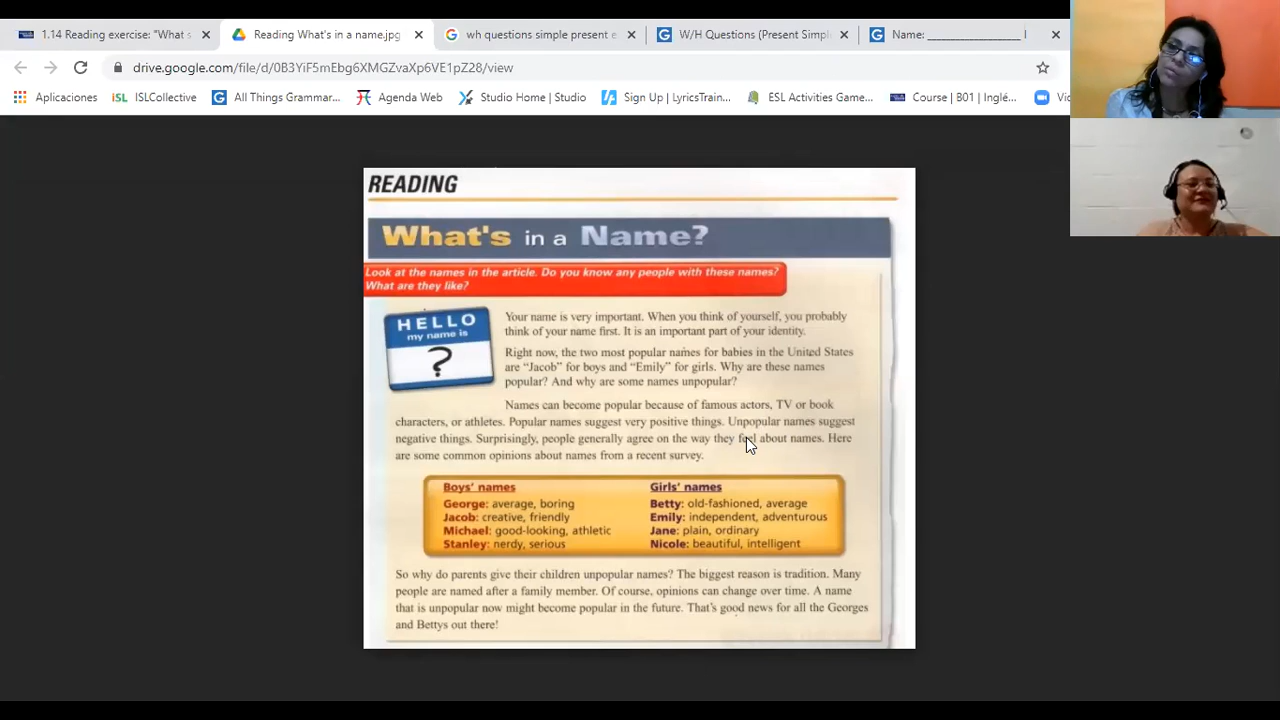 1.14 Reading exercise: "What s
Reading What's in a name.jpg
wh questions simple present e
W/H Questions (Present Simpl
Name: ____________________ I
drive.google.com/file/d/0B3YiF5mEbg6XMGZvaXp6VE1pZ28/view
Aplicaciones
iSL ISLCollective
All Things Grammar...
Agenda Web
Studio Home | Studio
Sign Up | LyricsTrain...
ESL Activities Game...
Course | B01 | Inglé...
READING
What's in a Name?
Look at the names in the article. Do you know any people with these names?
What are they like?
HELLO
my name is
?
Your name is very important. When you think of yourself, you probably
think of your name first. It is an important part of your identity.
Right now, the two most popular names for babies in the United States
are "Jacob" for boys and "Emily" for girls. Why are these names
popular? And why are some names unpopular?
Names can become popular because of famous actors, TV or book
characters, or athletes. Popular names suggest very positive things. Unpopular names suggest
negative things. Surprisingly, people generally agree on the way they feel about names. Here
are some common opinions about names from a recent survey.
Boys' names
George: average, boring
Jacob: creative, friendly
Michael: good-looking, athletic
Stanley: nerdy, serious
Girls' names
Betty: old-fashioned, average
Emily: independent, adventurous
Jane: plain, ordinary
Nicole: beautiful, intelligent
So why do parents give their children unpopular names? The biggest reason is tradition. Many
people are named after a family member. Of course, opinions can change over time. A name
that is unpopular now might become popular in the future. That's good news for all the Georges
and Bettys out there!